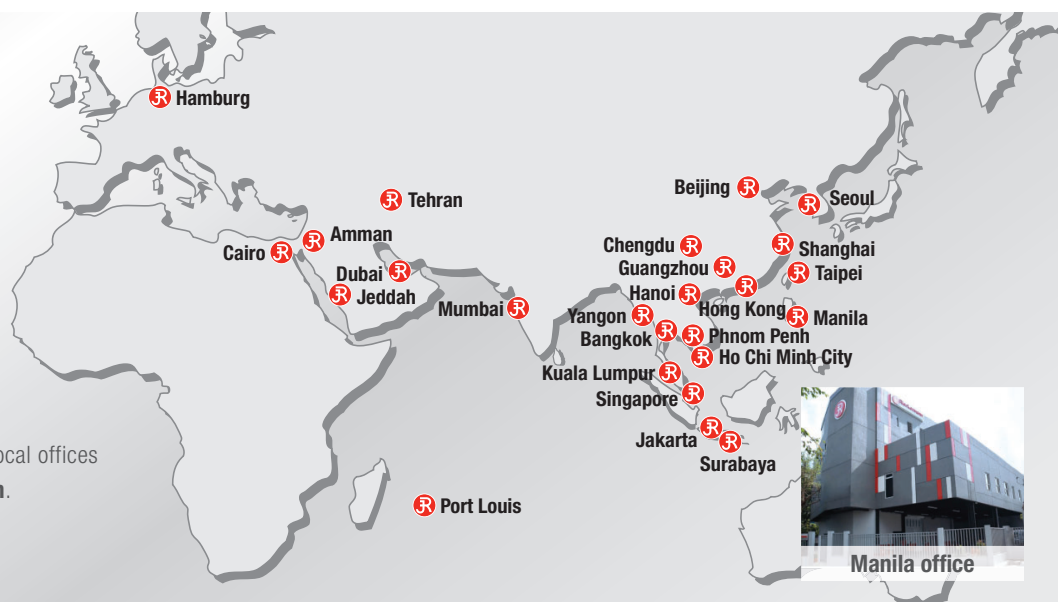 Hamburg
Tehran
Beijing
Seoul
Amman
Cairo
Chengdu
Shanghai
Guangzhou
Taipei
Dubai
Jeddah
Hanoi
Mumbai
Hong Kong
Yangon
Manila
Bangkok
Phnom Penh
Ho Chi Minh City
Kuala Lumpur
Singapore
Jakarta
Surabaya
ocal offices
Port Louis
Manila office